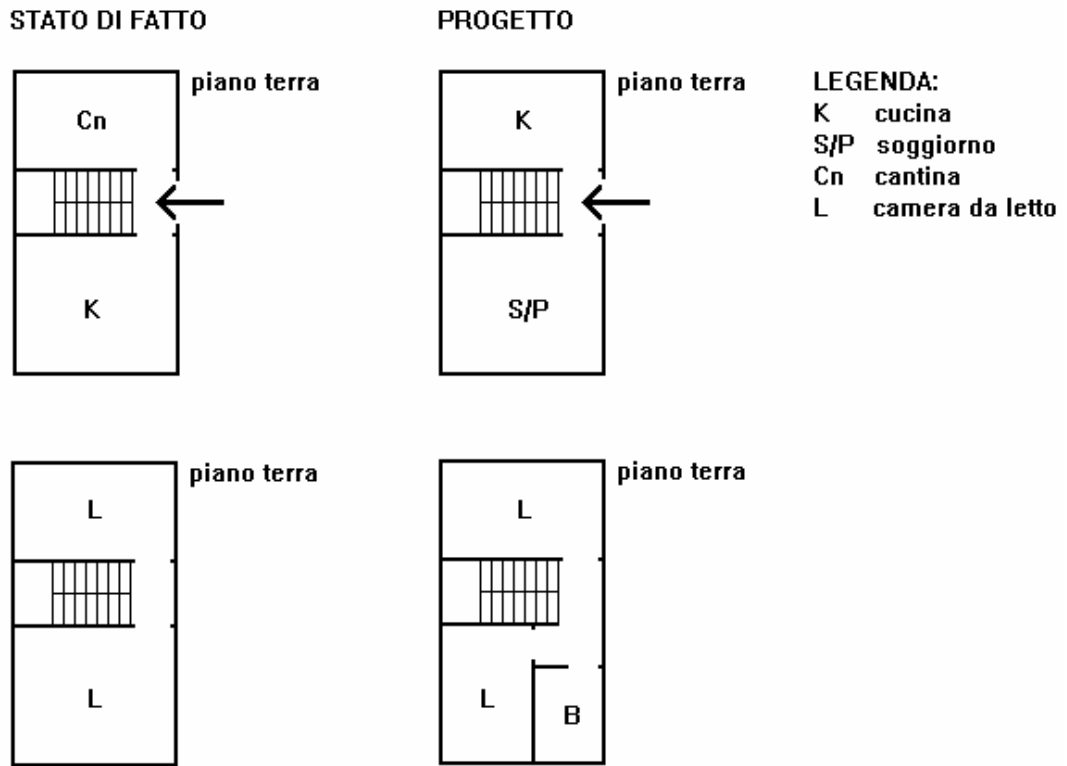 STATO DI FATTO
PROGETTO
piano terra
Cn
K
piano terra
K
S/P
LEGENDA:
K cucina
S/P soggiorno
Cn cantina
L camera da letto
piano terra
L
L
piano terra
L
L
B